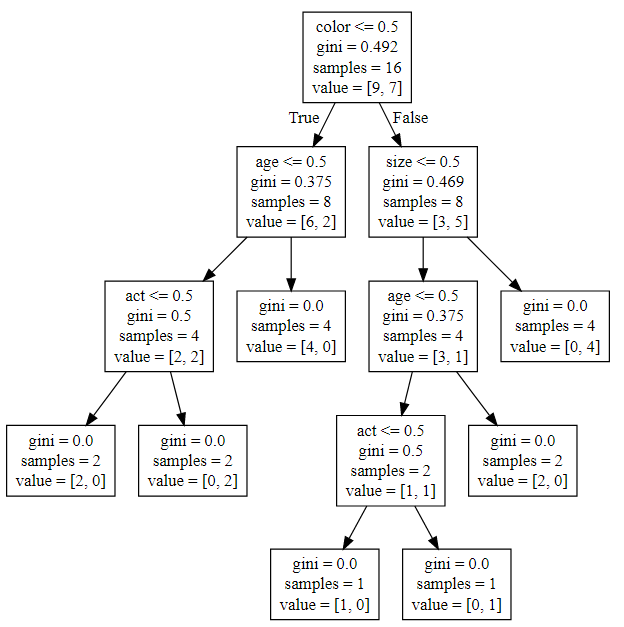 color <= 0.5
gini = 0.492
samples = 16
value = [9, 7]
True
False
age <= 0.5
gini = 0.375
samples = 8
value = [6, 2]
size <= 0.5
gini = 0.469
samples = 8
value = [3, 5]
act <= 0.5
gini = 0.5
samples = 4
value = [2, 2]
gini = 0.0
samples = 4
value = [4, 0]
age <= 0.5
gini = 0.375
samples = 4
value = [3, 1]
gini = 0.0
samples = 4
value = [0, 4]
gini = 0.0
samples = 2
value = [2, 0]
gini = 0.0
samples = 2
value = [0, 2]
act <= 0.5
gini = 0.5
samples = 2
value = [1, 1]
gini = 0.0
samples = 2
value = [2, 0]
gini = 0.0
samples = 1
value = [1, 0]
gini = 0.0
samples = 1
value = [0, 1]